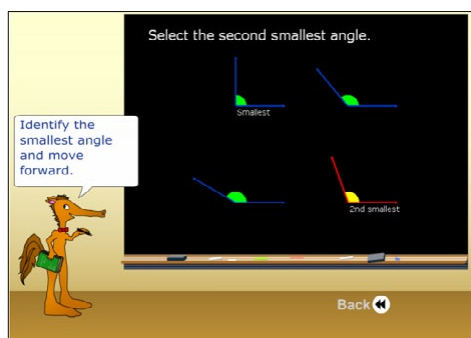 Select the second smallest angle.
Smallest
Identify the
smallest angle
and move
forward.
2nd smallest
Back